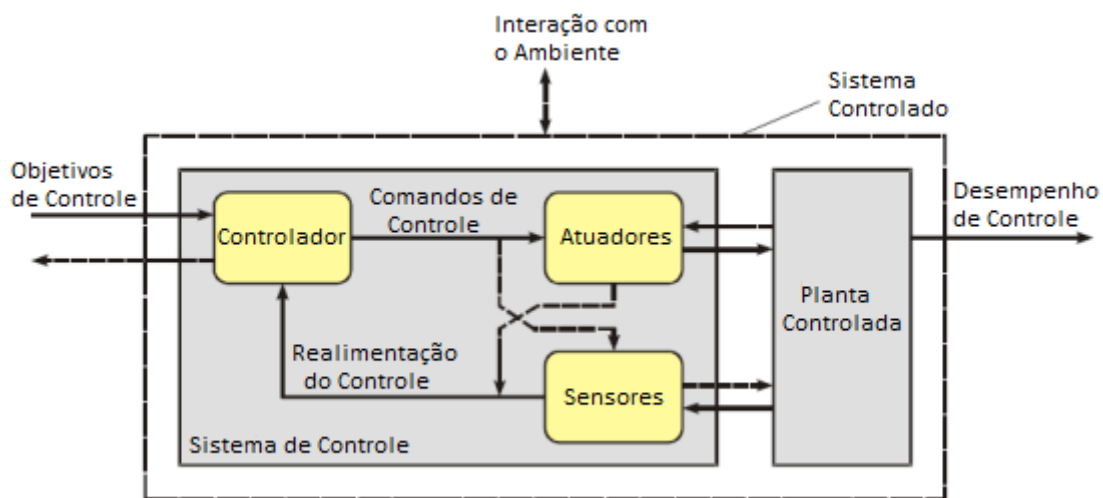 Interação com
o Ambiente
Sistema
Controlado
Objetivos
de Controle
Controlador
Comandos de
Controle
Atuadores
Desempenho
de Controle
Planta
Controlada
Realimentação
do Controle
Sensores
Sistema de Controle